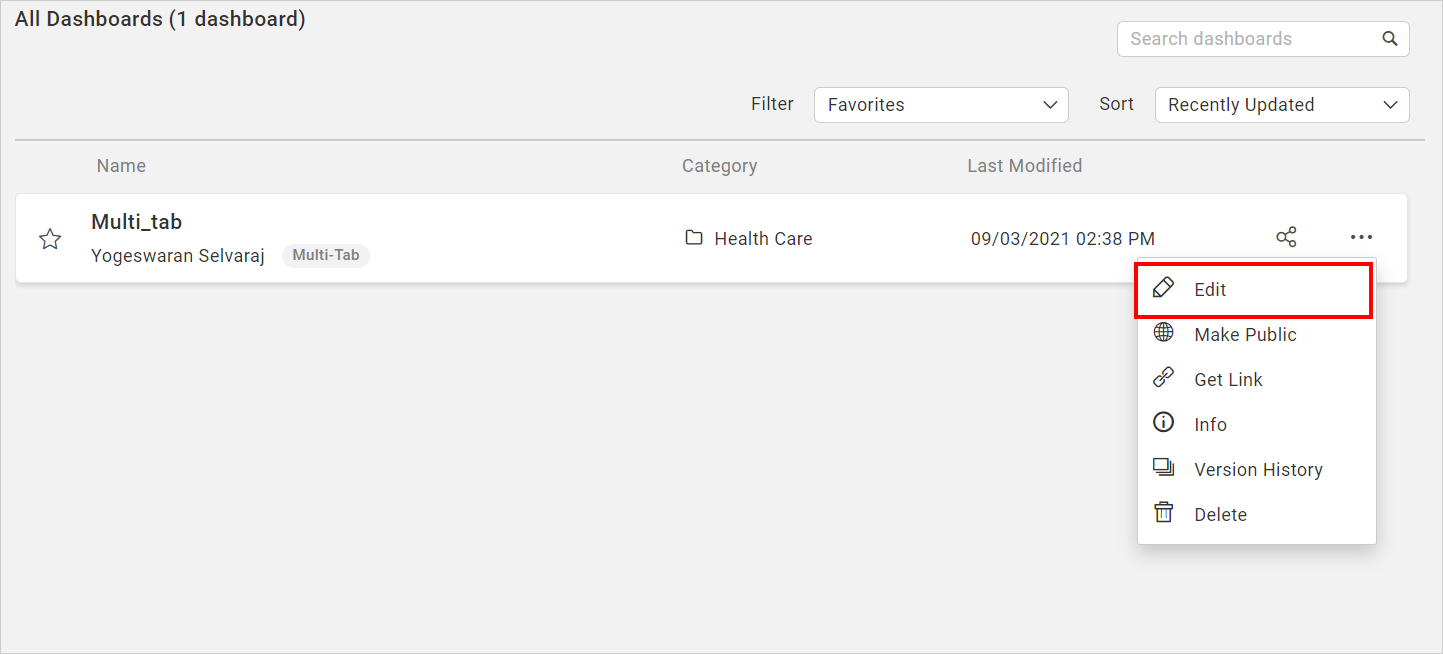 All Dashboards (1 dashboard)
Search dashboards
Filter Favorites Sort Recently Updated
Name Category Last Modified
Multi_tab
Yogeswaran Selvaraj Multi-Tab Health Care 09/03/2021 02:38 PM
Edit
Make Public
Get Link
Info
Version History
Delete